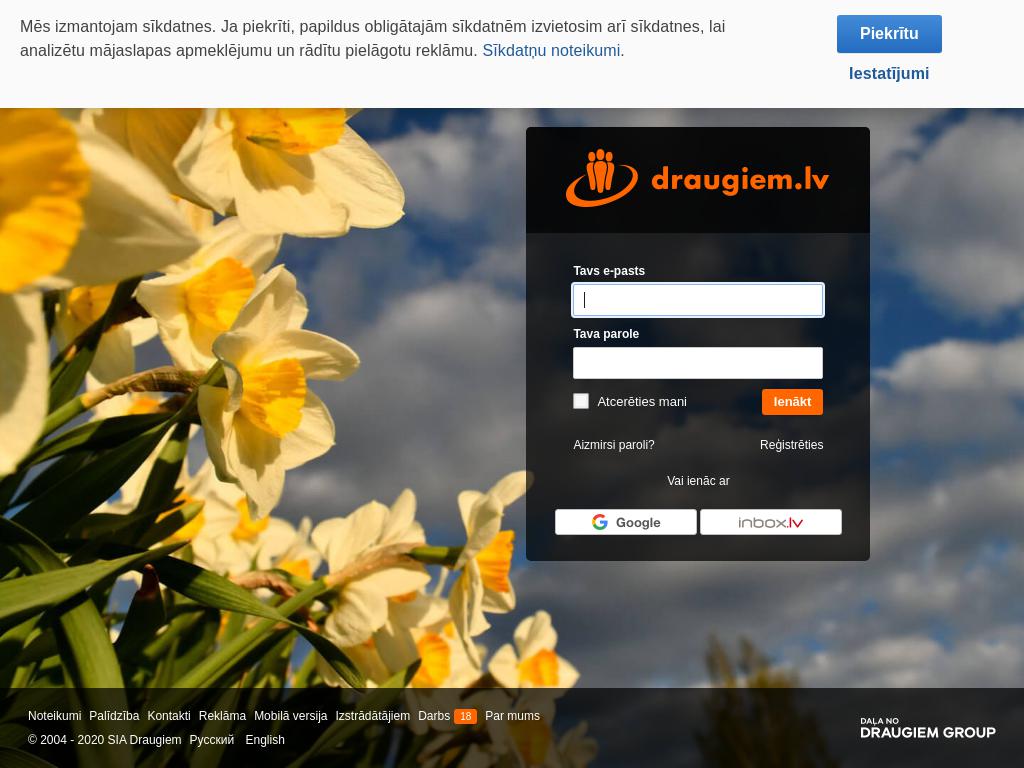 Mēs izmantojam sīkdatnes. Ja piekrīti, papildus obligātajām sīkdatnēm izvietosim arī sīkdatnes, lai
analizētu mājaslapas apmeklējumu un rādītu pielāgotu reklāmu. Sīkdatņu noteikumi.
Piekrītu
Iestatījumi
draugiem.lv
Tavs e-pasts
Tava parole
Atcerēties mani
Ienākt
Aizmirsi paroli?
Reģistrēties
Vai ienāc ar
Google
inbox.lv
Noteikumi Palīdzība Kontakti Reklāma Mobilā versija Izstrādātājiem Darbs 18 Par mums
© 2004 - 2020 SIA Draugiem Русский English
DAĻA NO
DRAUGIEM GROUP